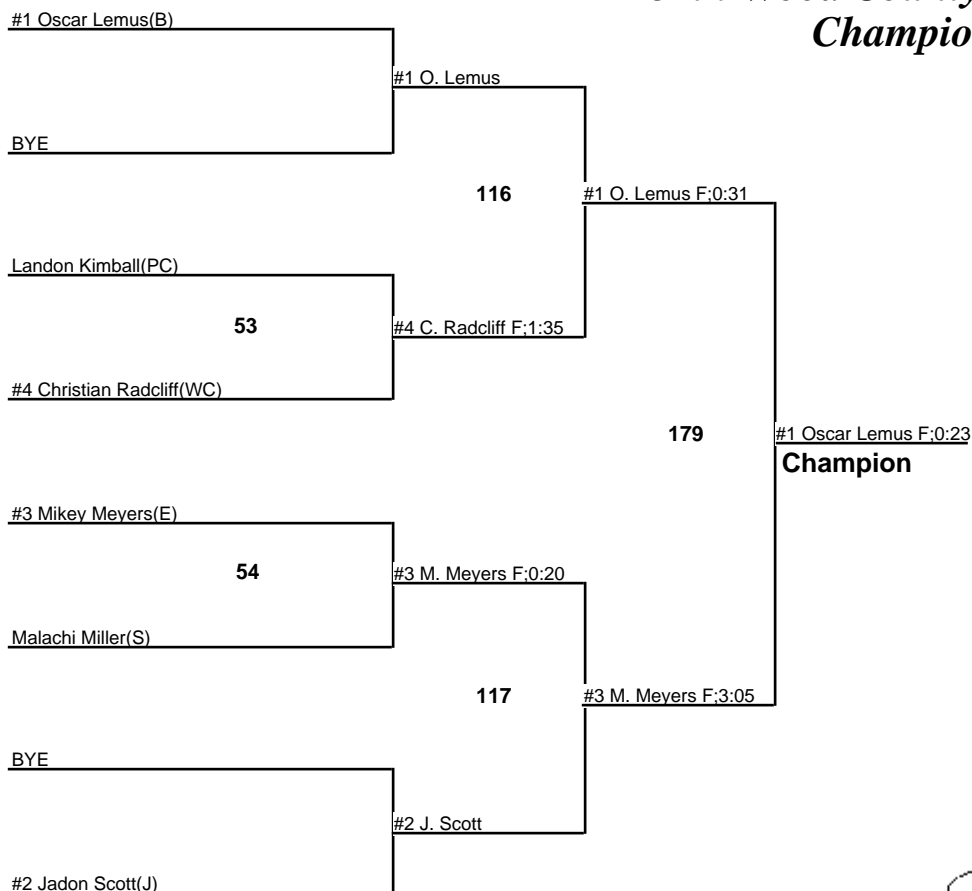 Champio
#1 Oscar Lemus(B)
#1 O. Lemus
BYE
116
#1 O. Lemus F;0:31
Landon Kimball(PC)
53
#4 C. Radcliff F;1:35
#4 Christian Radcliff(WC)
179
#1 Oscar Lemus F;0:23
Champion
#3 Mikey Meyers(E)
54
#3 M. Meyers F;0:20
Malachi Miller(S)
117
#3 M. Meyers F;3:05
BYE
#2 J. Scott
#2 Jadon Scott(J)